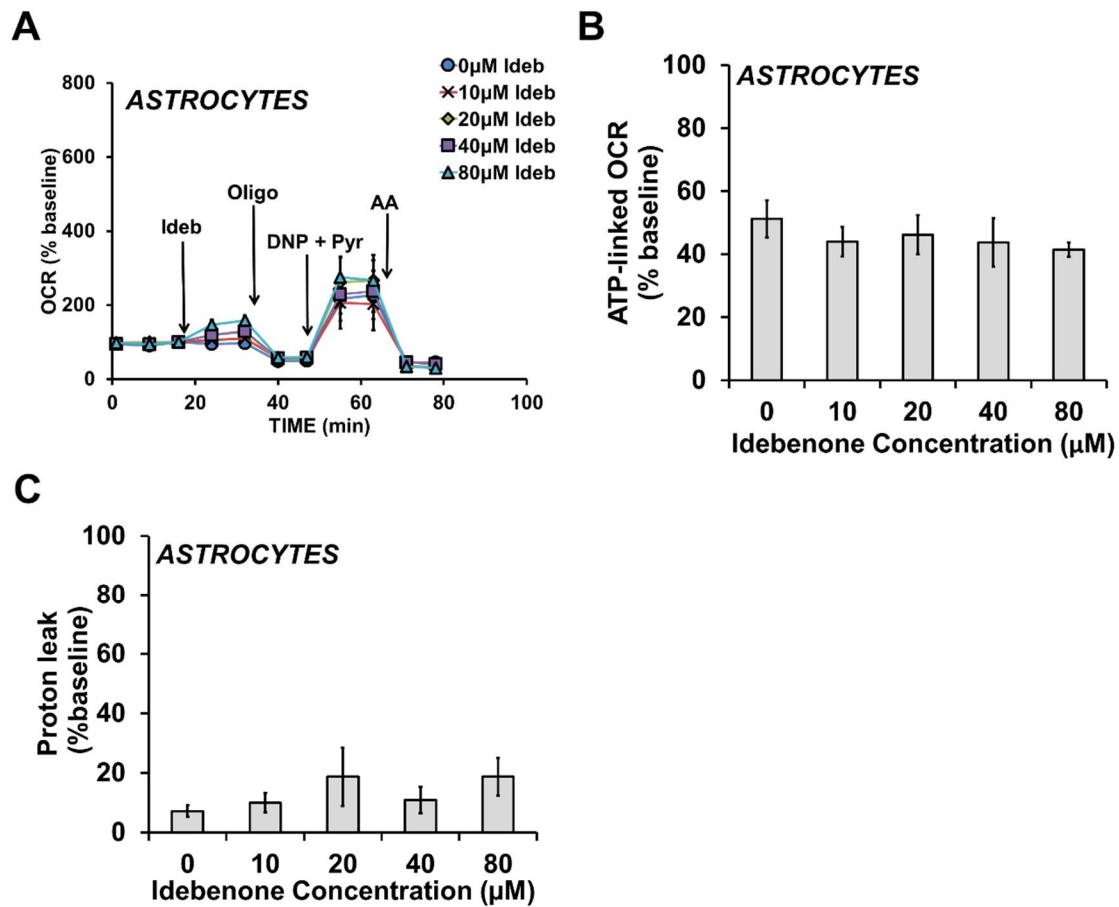 A
ASTROCYTES
0µM Ideb
10µM Ideb
20µM Ideb
40µM Ideb
80µM Ideb
Ideb
Oligo
DNP + Pyr
AA
OCR (% baseline)
800
600
400
200
0
0
20
40
60
80
100
TIME (min)
B
ASTROCYTES
ATP-linked OCR
(% baseline)
100
80
60
40
20
0
0
10
20
40
80
Idebenone Concentration (µM)
C
ASTROCYTES
Proton leak
(%baseline)
100
80
60
40
20
0
0
10
20
40
80
Idebenone Concentration (µM)